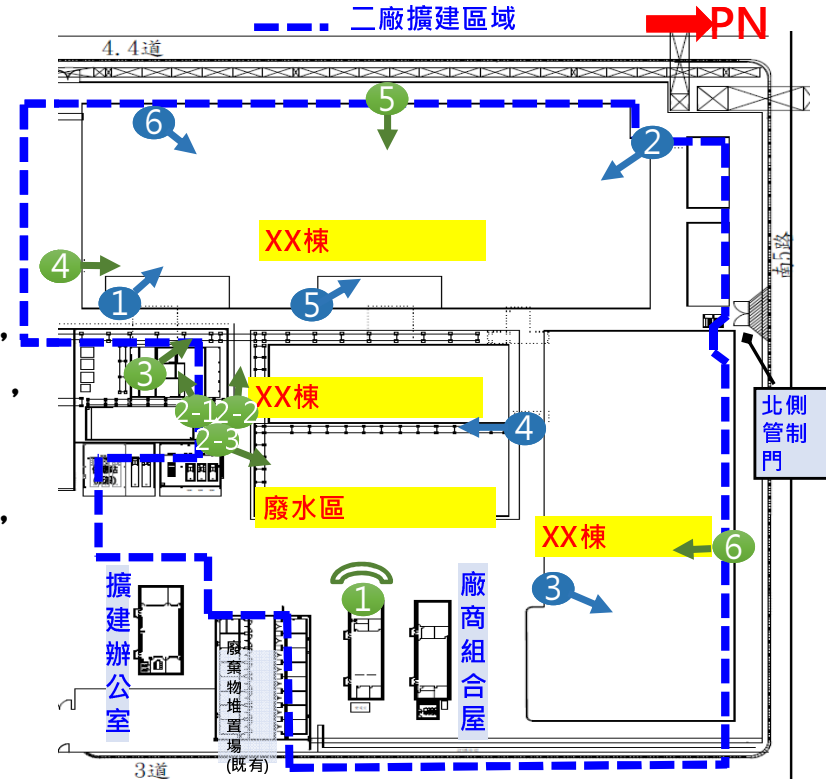 二廠擴建區域
PN
4.4道
5
6
2
南5路
XX棟
4
1
5
,
3
XX棟
,
2-1
2-2
2-3
4
北側
管制
門
廢水區
,
XX棟
6
擴建辦公室
1
廠商組合屋
3
廢棄物堆置場
(既有)
3道